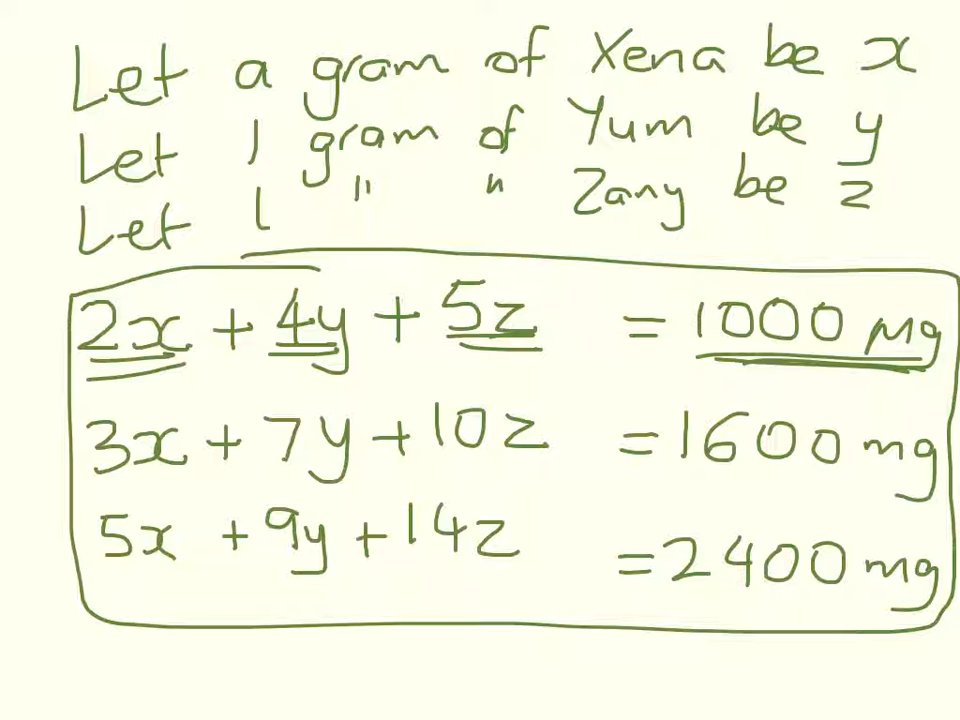 Let a gram of Xena be x
Let 1 gram of Yum be y
Let 1 " " Zany be z
2x + 4y + 5z = 1000 μg
3x + 7y + 10z = 1600 mg
5x + 9y + 14z = 2400 mg